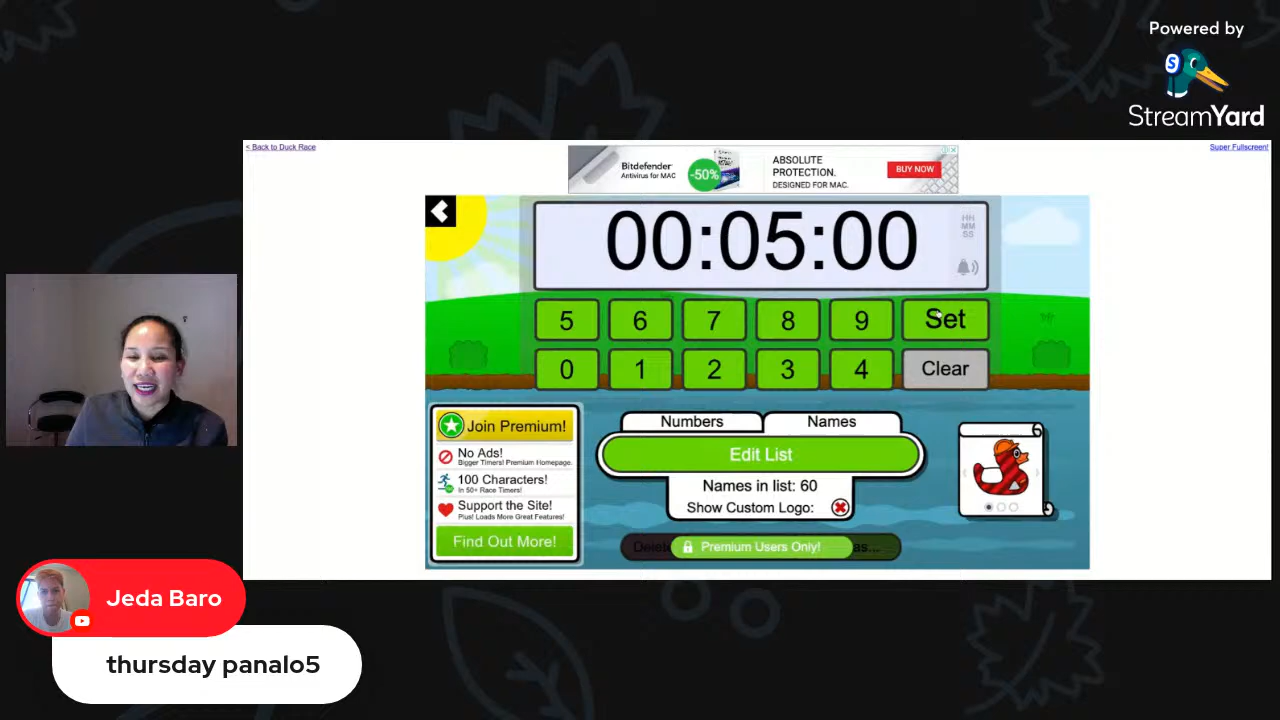 Powered by
S
StreamYard
< Back to Duck Race
Super Fullscreen!
Bitdefender
Antivirus for MAC
-50%
ABSOLUTE
PROTECTION.
DESIGNED FOR MAC.
BUY NOW
00:05:00
HH
MM
SS
5 6 7 8 9 Set
0 1 2 3 4 Clear
Join Premium!
No Ads!
Bigger Timers! Premium Homepage.
100 Characters!
In 50+ Race Timers!
Support the Site!
Plus! Loads More Great Features!
Find Out More!
Numbers
Names
Edit List
Names in list: 60
Show Custom Logo:
Premium Users Only!
Jeda Baro
thursday panalo5